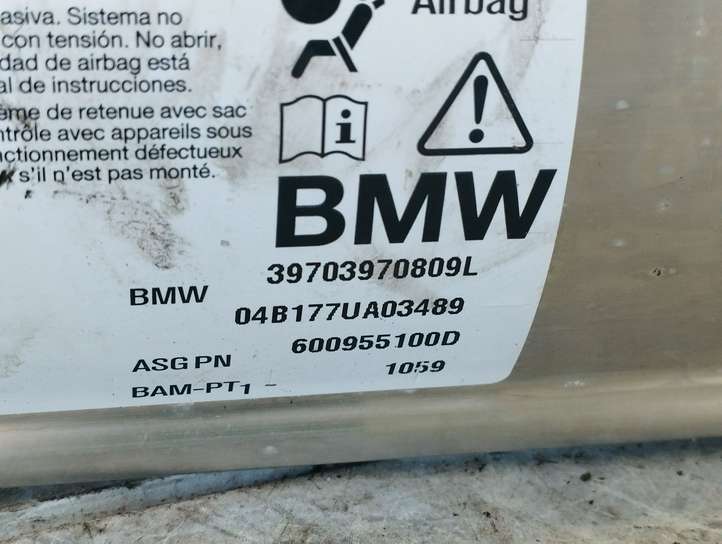 Airbag
asiva. Sistema no
con tensión. No abrir,
dad de airbag está
al de instrucciones.
ème de retenue avec sac
ntrôle avec appareils sous
nctionnement défectueux
s'il n'est pas monté.
i
!
BMW
BMW 39703970809L
04B177UA03489
ASG PN 600955100D
BAM-PT1 - 1059